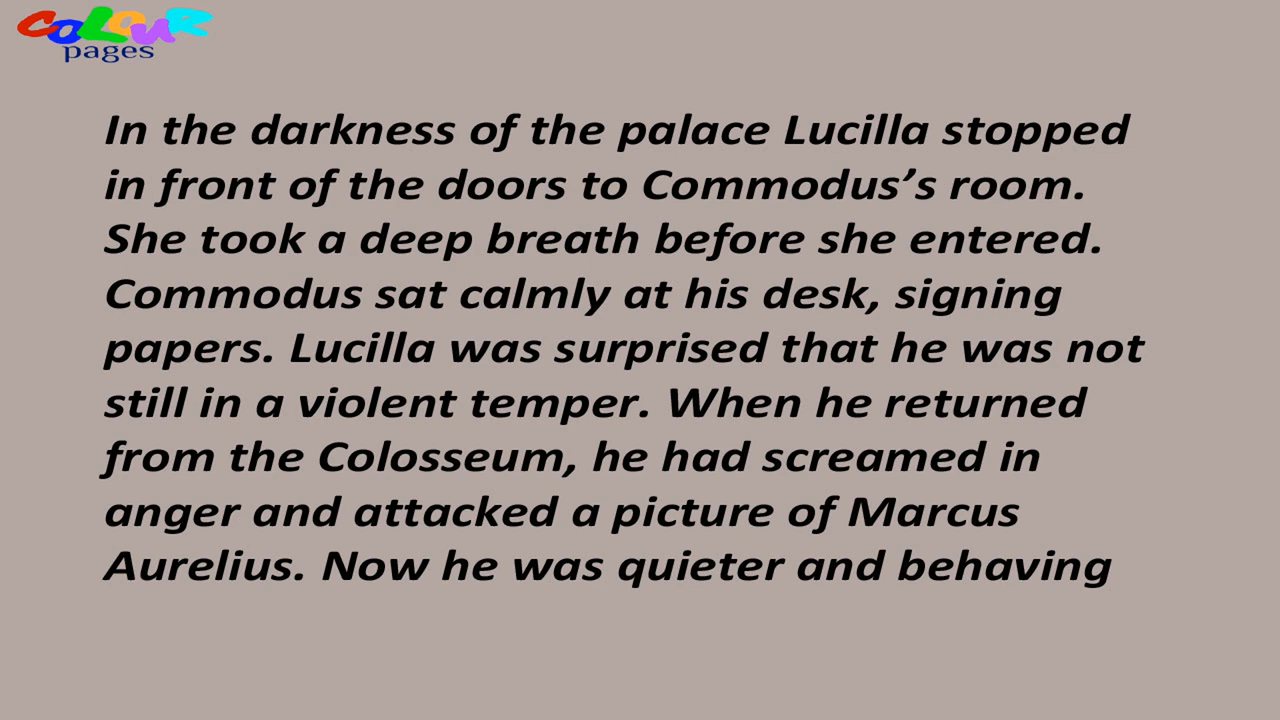 COLOUR
pages
In the darkness of the palace Lucilla stopped
in front of the doors to Commodus’s room.
She took a deep breath before she entered.
Commodus sat calmly at his desk, signing
papers. Lucilla was surprised that he was not
still in a violent temper. When he returned
from the Colosseum, he had screamed in
anger and attacked a picture of Marcus
Aurelius. Now he was quieter and behaving